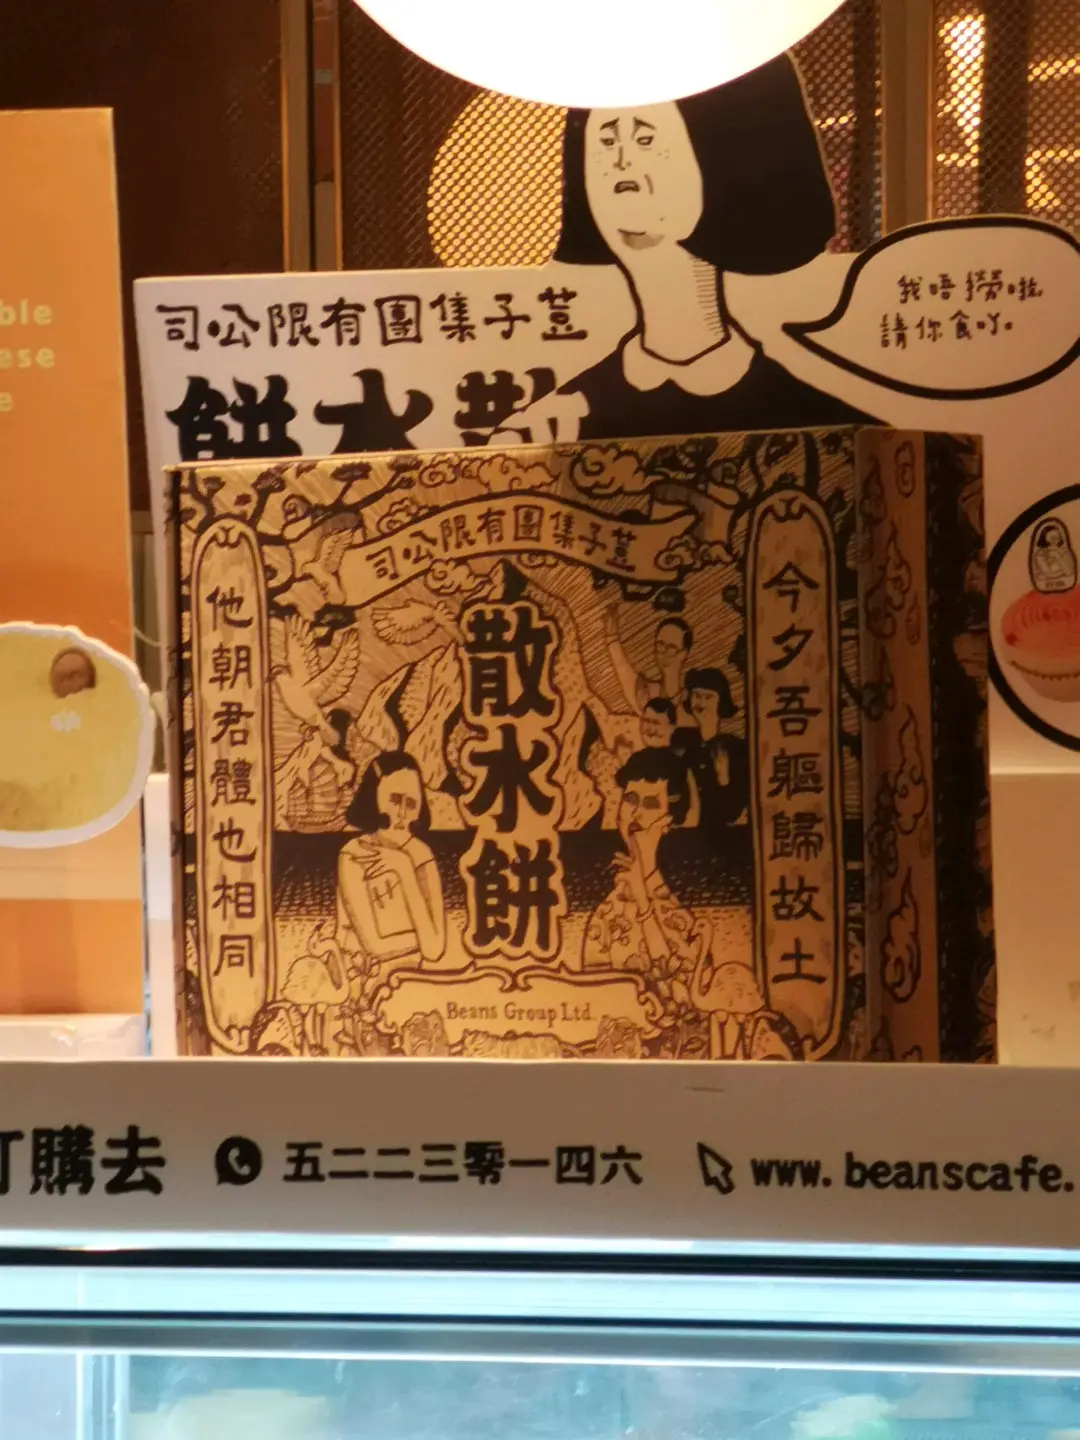 ble
ese
e
荳子集團有限公司
散水餅
我唔撈啦
請你食吖。
荳子集團有限公司
今夕吾軀歸故土
散水餅
他朝君體也相同
Beans Group Ltd.
購去 五二二三零一四六 www.beanscafe.